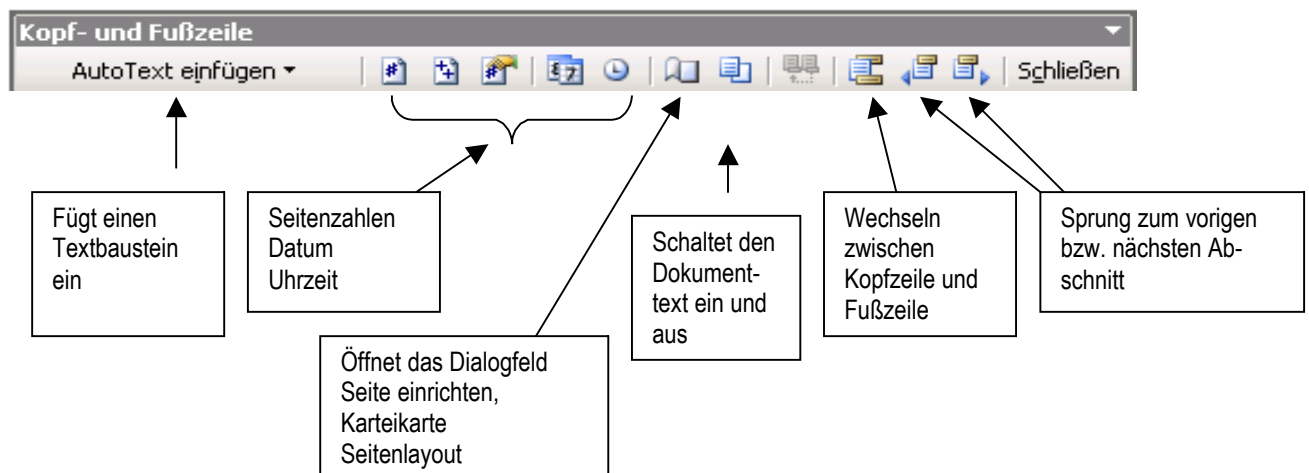 Kopf- und Fußzeile
AutoText einfügen
Schließen
Fügt einen
Textbaustein
ein
Seitenzahlen
Datum
Uhrzeit
Öffnet das Dialogfeld
Seite einrichten,
Karteikarte
Seitenlayout
Schaltet den
Dokument-
text ein und
aus
Wechseln
zwischen
Kopfzeile und
Fußzeile
Sprung zum vorigen
bzw. nächsten Ab-
schnitt